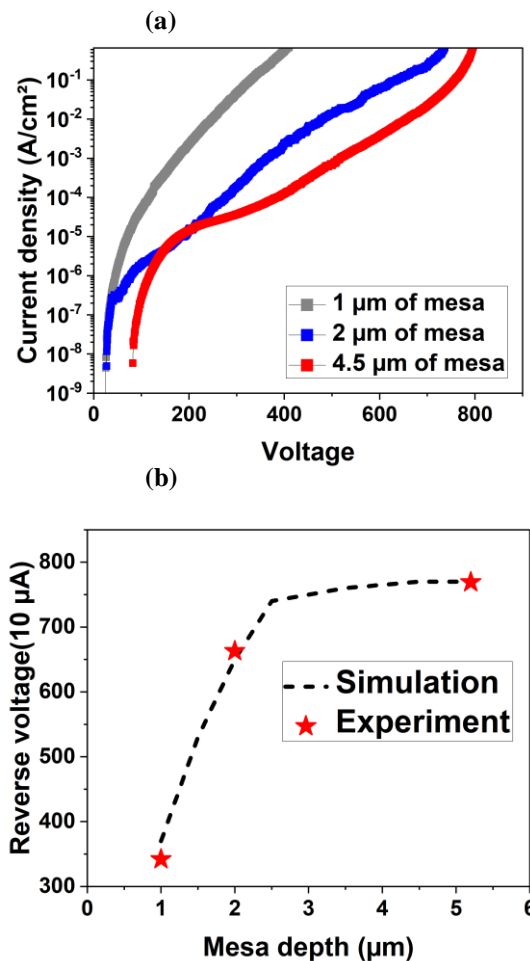 (a)
Current density (A/cm²)
10⁻¹
10⁻²
10⁻³
10⁻⁴
10⁻⁵
10⁻⁶
10⁻⁷
10⁻⁸
10⁻⁹
1 µm of mesa
2 µm of mesa
4.5 µm of mesa
0 200 400 600 800
Voltage
(b)
Reverse voltage(10 µA)
800
700
600
500
400
300
Simulation
Experiment
0 1 2 3 4 5 6
Mesa depth (µm)